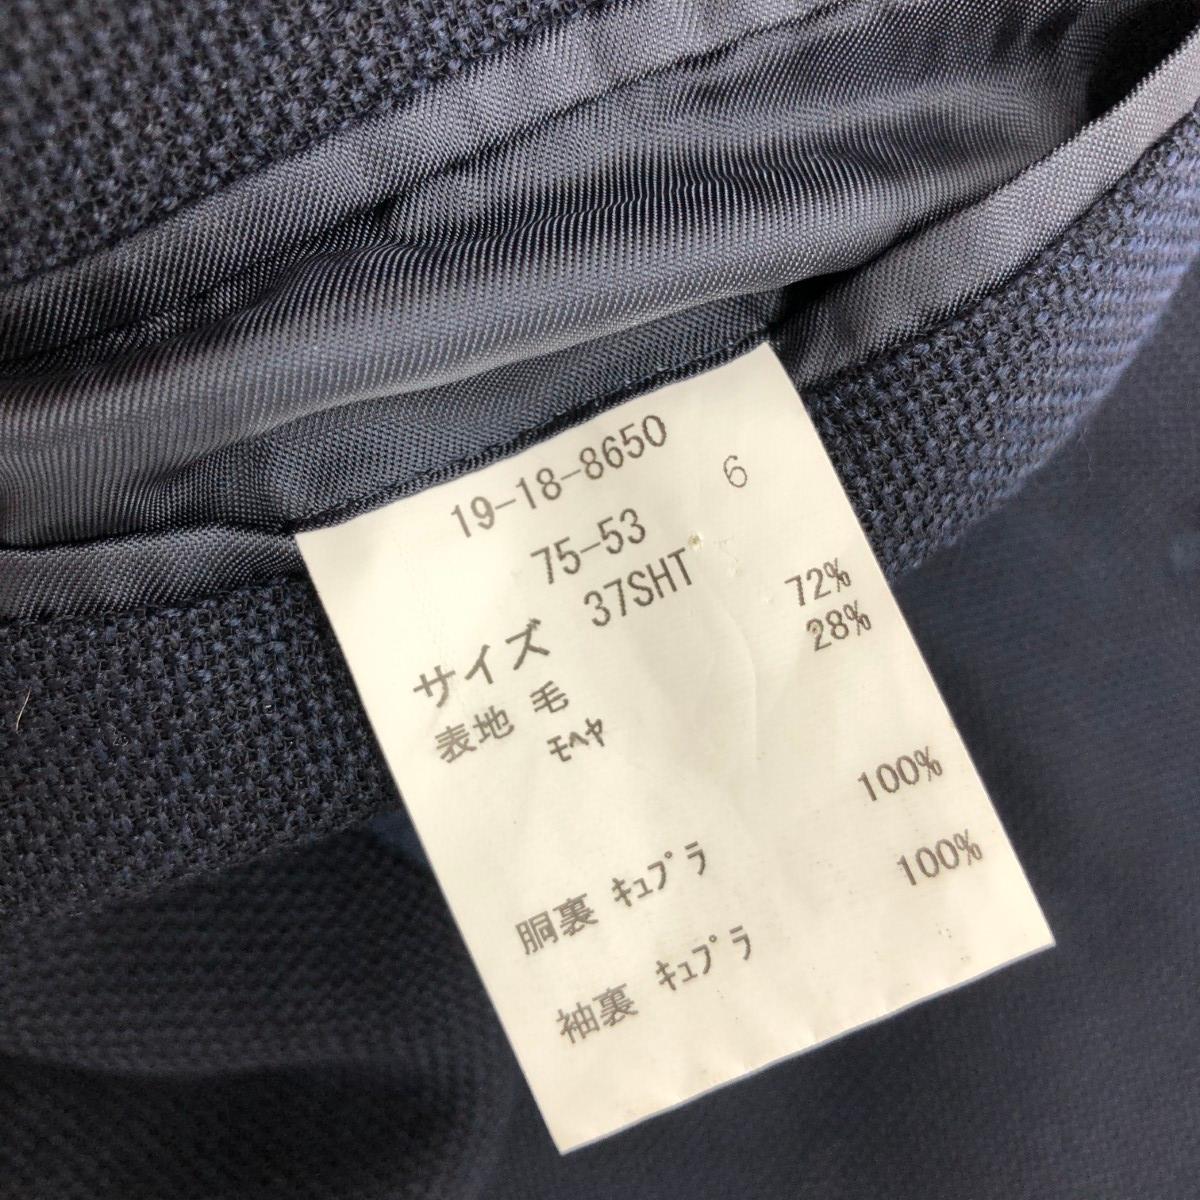 19-18-8650
75-53 6
サイズ 37SHT
表地 毛 72%
ﾓﾍﾔ 28%
胴裏 ｷｭﾌﾟﾗ 100%
袖裏 ｷｭﾌﾟﾗ 100%